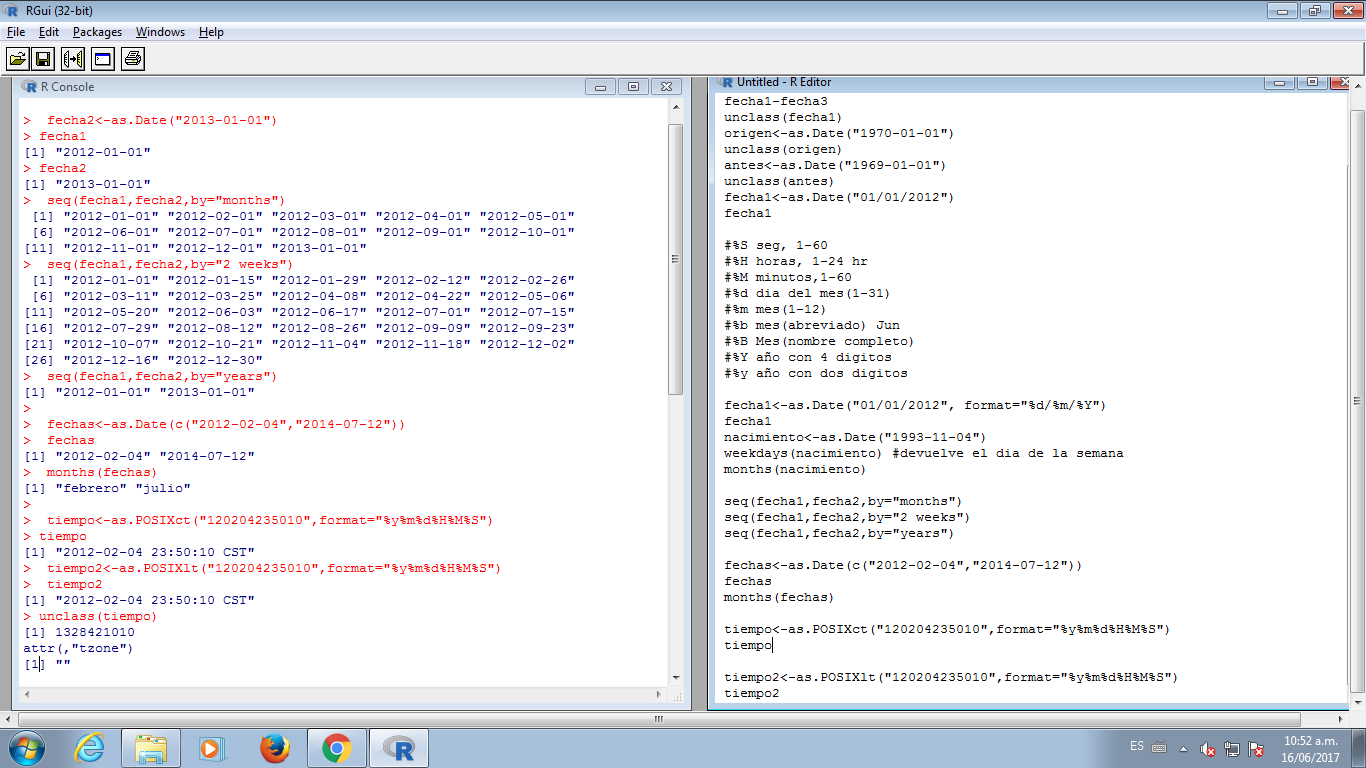 RGui (32-bit)
File Edit Packages Windows Help
R Console
>  fecha2<-as.Date("2013-01-01")
> fecha1
[1] "2012-01-01"
> fecha2
[1] "2013-01-01"
>  seq(fecha1,fecha2,by="months")
 [1] "2012-01-01" "2012-02-01" "2012-03-01" "2012-04-01" "2012-05-01"
 [6] "2012-06-01" "2012-07-01" "2012-08-01" "2012-09-01" "2012-10-01"
[11] "2012-11-01" "2012-12-01" "2013-01-01"
>  seq(fecha1,fecha2,by="2 weeks")
 [1] "2012-01-01" "2012-01-15" "2012-01-29" "2012-02-12" "2012-02-26"
 [6] "2012-03-11" "2012-03-25" "2012-04-08" "2012-04-22" "2012-05-06"
[11] "2012-05-20" "2012-06-03" "2012-06-17" "2012-07-01" "2012-07-15"
[16] "2012-07-29" "2012-08-12" "2012-08-26" "2012-09-09" "2012-09-23"
[21] "2012-10-07" "2012-10-21" "2012-11-04" "2012-11-18" "2012-12-02"
[26] "2012-12-16" "2012-12-30"
>  seq(fecha1,fecha2,by="years")
[1] "2012-01-01" "2013-01-01"
>
>  fechas<-as.Date(c("2012-02-04","2014-07-12"))
>  fechas
[1] "2012-02-04" "2014-07-12"
>  months(fechas)
[1] "febrero" "julio"
>
>  tiempo<-as.POSIXct("120204235010",format="%y%m%d%H%M%S")
> tiempo
[1] "2012-02-04 23:50:10 CST"
>  tiempo2<-as.POSIXlt("120204235010",format="%y%m%d%H%M%S")
>  tiempo2
[1] "2012-02-04 23:50:10 CST"
> unclass(tiempo)
[1] 1328421010
attr(,"tzone")
[1] ""
Untitled - R Editor
fecha1-fecha3
unclass(fecha1)
origen<-as.Date("1970-01-01")
unclass(origen)
antes<-as.Date("1969-01-01")
unclass(antes)
fecha1<-as.Date("01/01/2012")
fecha1
#%S seg, 1-60
#%H horas, 1-24 hr
#%M minutos,1-60
#%d dia del mes(1-31)
#%m mes(1-12)
#%b mes(abreviado) Jun
#%B Mes(nombre completo)
#%Y año con 4 digitos
#%y año con dos digitos
fecha1<-as.Date("01/01/2012", format="%d/%m/%Y")
fecha1
nacimiento<-as.Date("1993-11-04")
weekdays(nacimiento) #devuelve el dia de la semana
months(nacimiento)
seq(fecha1,fecha2,by="months")
seq(fecha1,fecha2,by="2 weeks")
seq(fecha1,fecha2,by="years")
fechas<-as.Date(c("2012-02-04","2014-07-12"))
fechas
months(fechas)
tiempo<-as.POSIXct("120204235010",format="%y%m%d%H%M%S")
tiempo
tiempo2<-as.POSIXlt("120204235010",format="%y%m%d%H%M%S")
tiempo2
ES
10:52 a.m.
16/06/2017